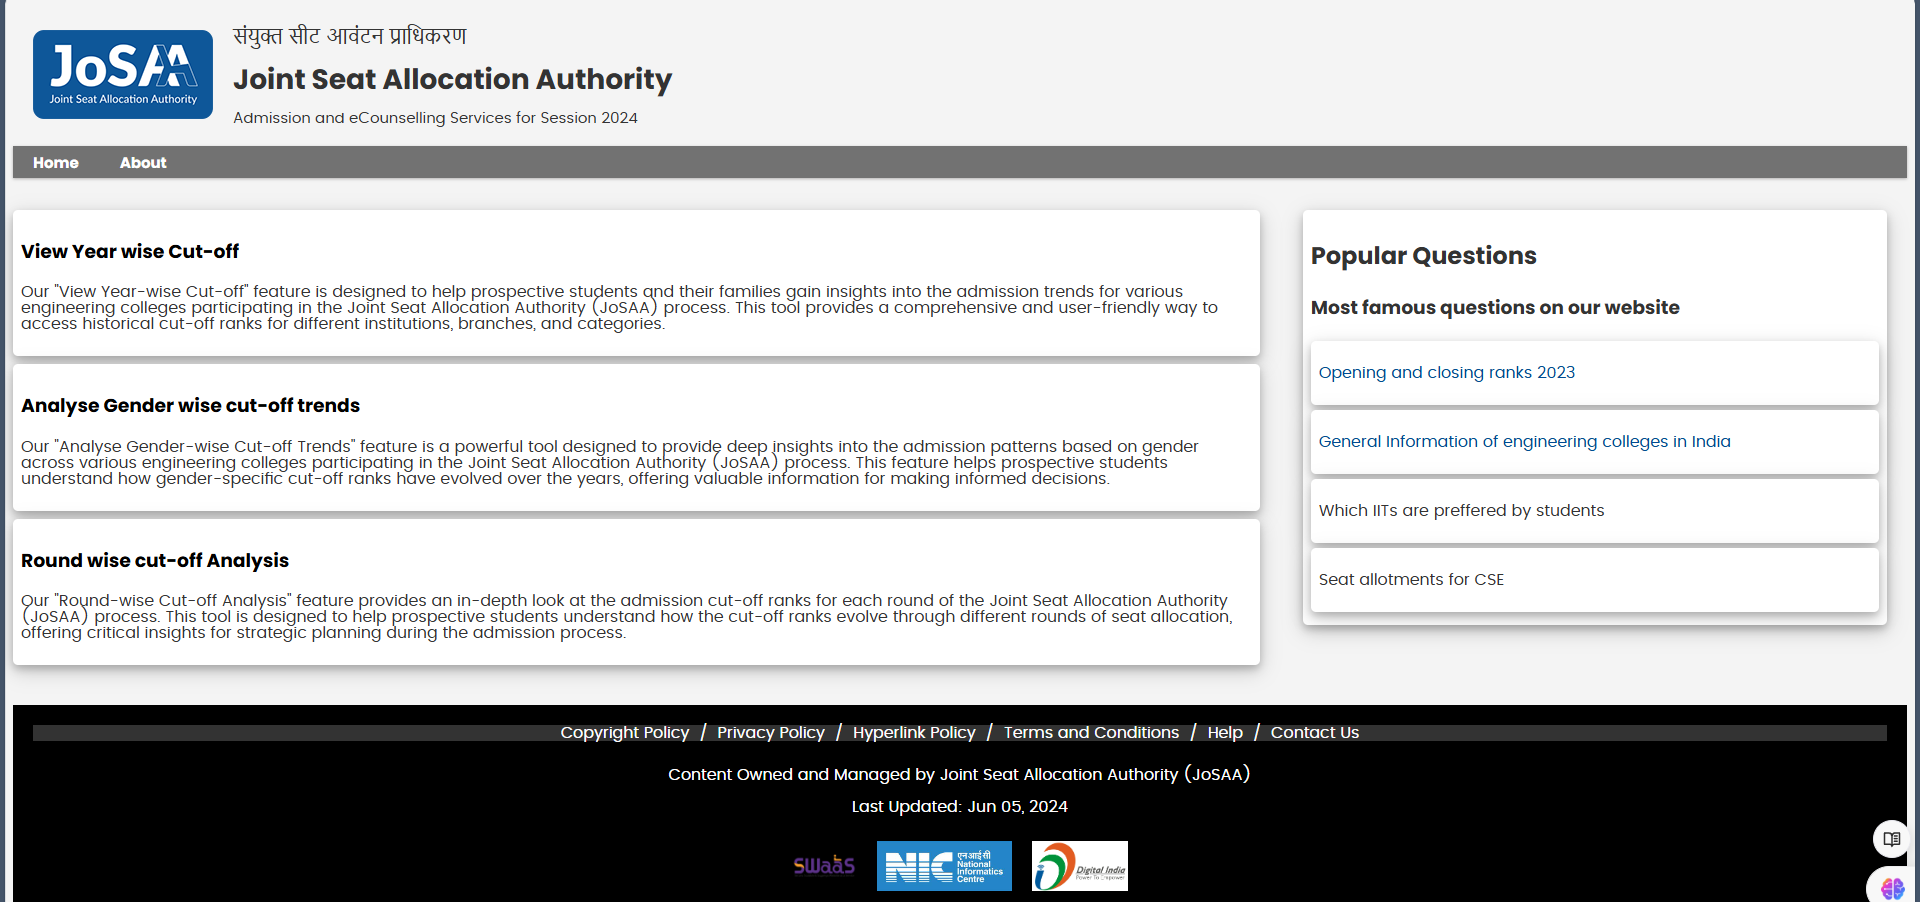 JoSAA
Joint Seat Allocation Authority
संयुक्त सीट आवंटन प्राधिकरण
Joint Seat Allocation Authority
Admission and eCounselling Services for Session 2024
Home About
View Year wise Cut-off
Our "View Year-wise Cut-off" feature is designed to help prospective students and their families gain insights into the admission trends for various
engineering colleges participating in the Joint Seat Allocation Authority (JoSAA) process. This tool provides a comprehensive and user-friendly way to
access historical cut-off ranks for different institutions, branches, and categories.
Analyse Gender wise cut-off trends
Our "Analyse Gender-wise Cut-off Trends" feature is a powerful tool designed to provide deep insights into the admission patterns based on gender
across various engineering colleges participating in the Joint Seat Allocation Authority (JoSAA) process. This feature helps prospective students
understand how gender-specific cut-off ranks have evolved over the years, offering valuable information for making informed decisions.
Round wise cut-off Analysis
Our "Round-wise Cut-off Analysis" feature provides an in-depth look at the admission cut-off ranks for each round of the Joint Seat Allocation Authority
(JoSAA) process. This tool is designed to help prospective students understand how the cut-off ranks evolve through different rounds of seat allocation,
offering critical insights for strategic planning during the admission process.
Popular Questions
Most famous questions on our website
Opening and closing ranks 2023
General Information of engineering colleges in India
Which IITs are preffered by students
Seat allotments for CSE
Copyright Policy / Privacy Policy / Hyperlink Policy / Terms and Conditions / Help / Contact Us
Content Owned and Managed by Joint Seat Allocation Authority (JoSAA)
Last Updated: Jun 05, 2024
SWaaS
NIC
एन आई सी
National
Informatics
Centre
Digital India
Power To Empower